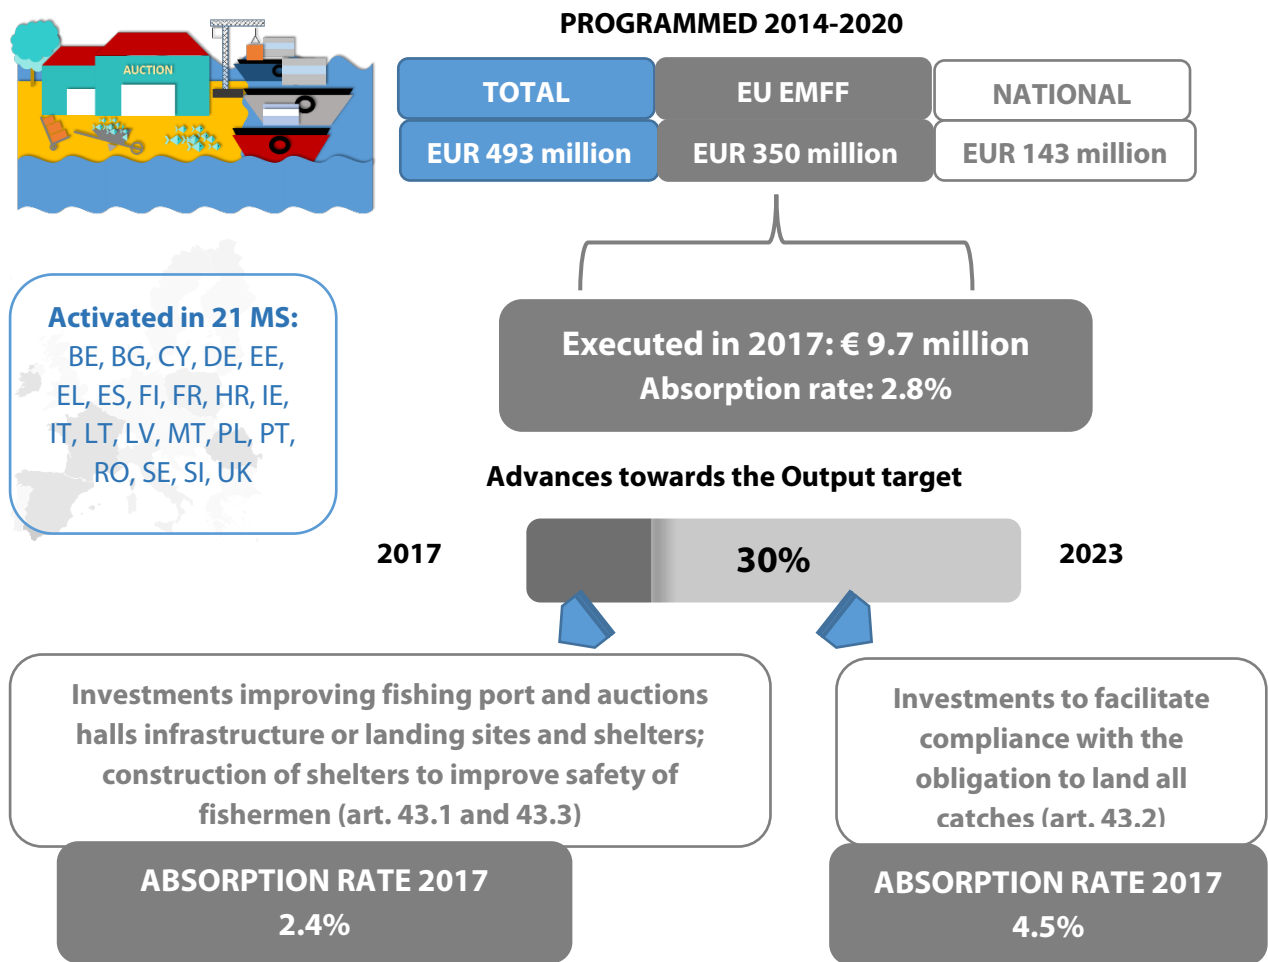 PROGRAMMED 2014-2020
AUCTION
TOTAL
EU EMFF
NATIONAL
EUR 493 million
EUR 350 million
EUR 143 million
Activated in 21 MS:
BE, BG, CY, DE, EE,
EL, ES, FI, FR, HR, IE,
IT, LT, LV, MT, PL, PT,
RO, SE, SI, UK
Executed in 2017: € 9.7 million
Absorption rate: 2.8%
Advances towards the Output target
2017
30%
2023
Investments improving fishing port and auctions
halls infrastructure or landing sites and shelters;
construction of shelters to improve safety of
fishermen (art. 43.1 and 43.3)
ABSORPTION RATE 2017
2.4%
Investments to facilitate
compliance with the
obligation to land all
catches (art. 43.2)
ABSORPTION RATE 2017
4.5%